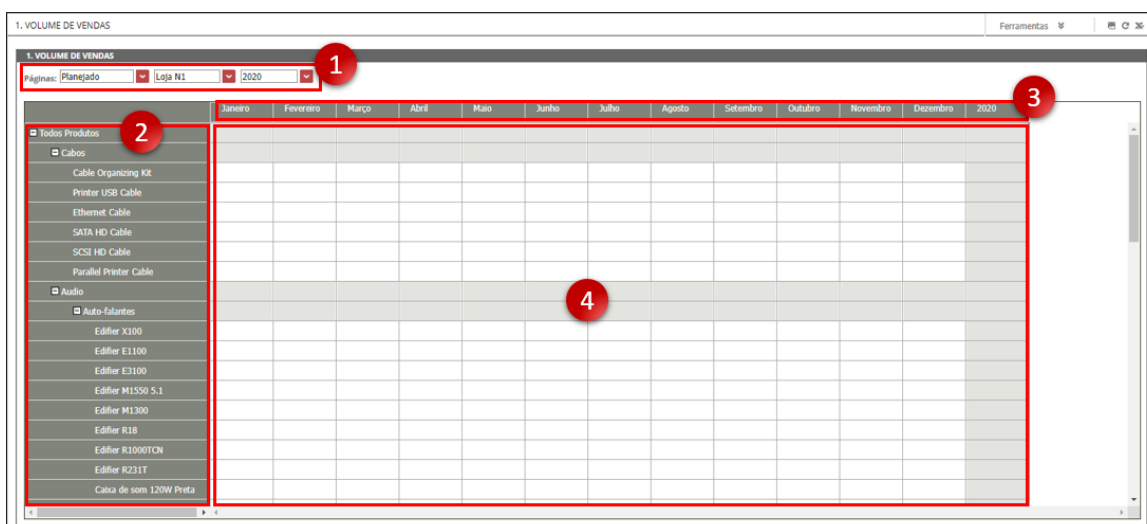 1. VOLUME DE VENDAS
Ferramentas
1. VOLUME DE VENDAS
Páginas: Planejado Loja N1 2020
1
Janeiro Fevereiro Março Abril Maio Junho Julho Agosto Setembro Outubro Novembro Dezembro 2020
3
Todos Produtos
2
Cabos
Cable Organizing Kit
Printer USB Cable
Ethernet Cable
SATA HD Cable
SCSI HD Cable
Parallel Printer Cable
Audio
4
Auto-falantes
Edifier X100
Edifier E1100
Edifier E3100
Edifier M1550 5.1
Edifier M1300
Edifier R18
Edifier R1000TCN
Edifier R231T
Caixa de som 120W Preta